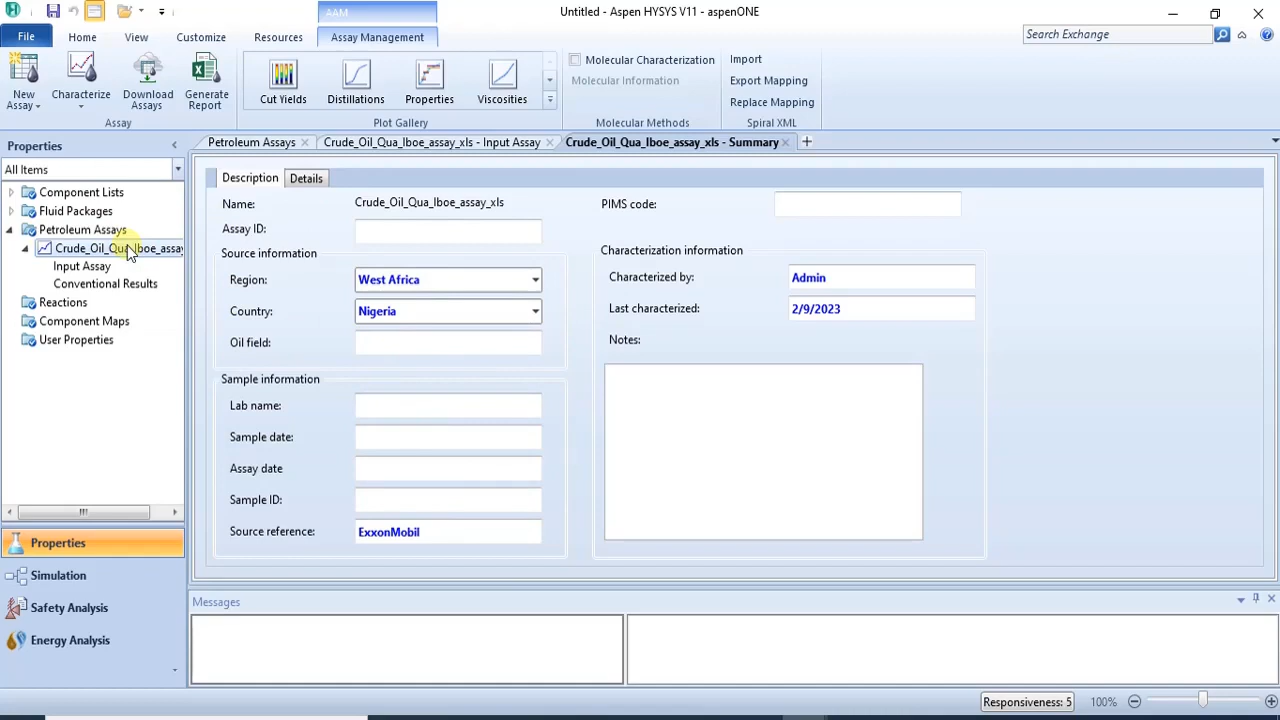 Untitled - Aspen HYSYS V11 - aspenONE
AAM
File
Home
View
Customize
Resources
Assay Management
Search Exchange
New Assay
Characterize
Download Assays
Generate Report
Assay
Cut Yields
Distillations
Properties
Viscosities
Plot Gallery
Molecular Characterization
Molecular Information
Molecular Methods
Import
Export Mapping
Replace Mapping
Spiral XML
Properties
All Items
Component Lists
Fluid Packages
Petroleum Assays
Crude_Oil_Qua_Iboe_assay
Input Assay
Conventional Results
Reactions
Component Maps
User Properties
Properties
Simulation
Safety Analysis
Energy Analysis
Petroleum Assays
Crude_Oil_Qua_Iboe_assay_xls - Input Assay
Crude_Oil_Qua_Iboe_assay_xls - Summary
Description
Details
Name: Crude_Oil_Qua_Iboe_assay_xls
Assay ID:
Source information
Region: West Africa
Country: Nigeria
Oil field:
Sample information
Lab name:
Sample date:
Assay date
Sample ID:
Source reference: ExxonMobil
PIMS code:
Characterization information
Characterized by: Admin
Last characterized: 2/9/2023
Notes:
Messages
Responsiveness: 5
100%